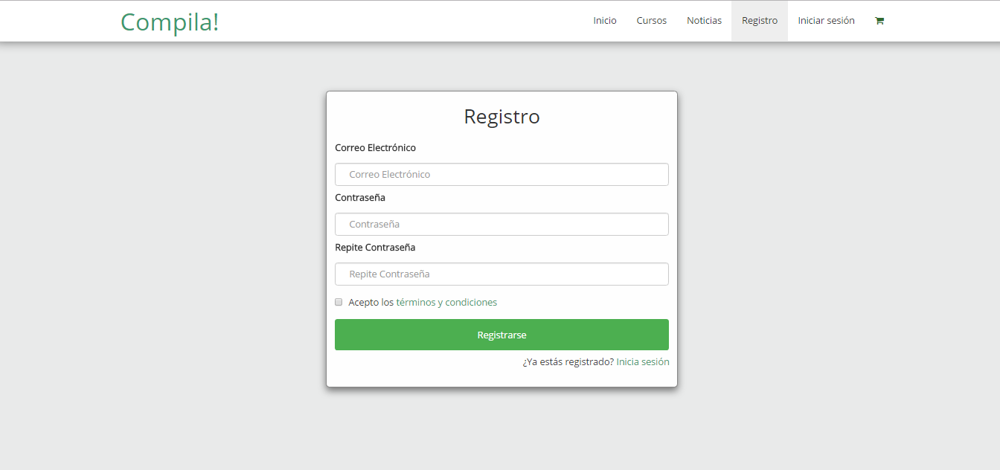 Compila!
Inicio Cursos Noticias Registro Iniciar sesión
Registro
Correo Electrónico
Correo Electrónico
Contraseña
Contraseña
Repite Contraseña
Repite Contraseña
Acepto los términos y condiciones
Registrarse
¿Ya estás registrado? Inicia sesión